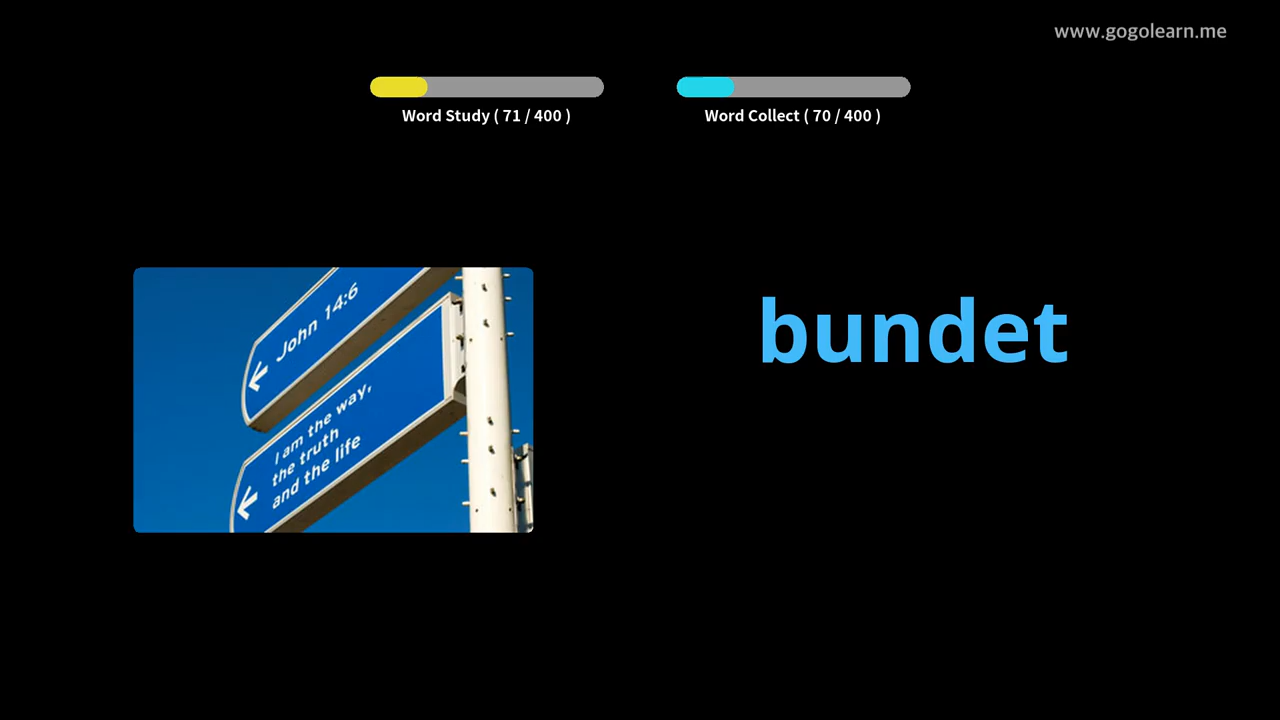 www.gogolearn.me
Word Study ( 71 / 400 )
Word Collect ( 70 / 400 )
John 14:6
I am the way,
the truth
and the life
bundet